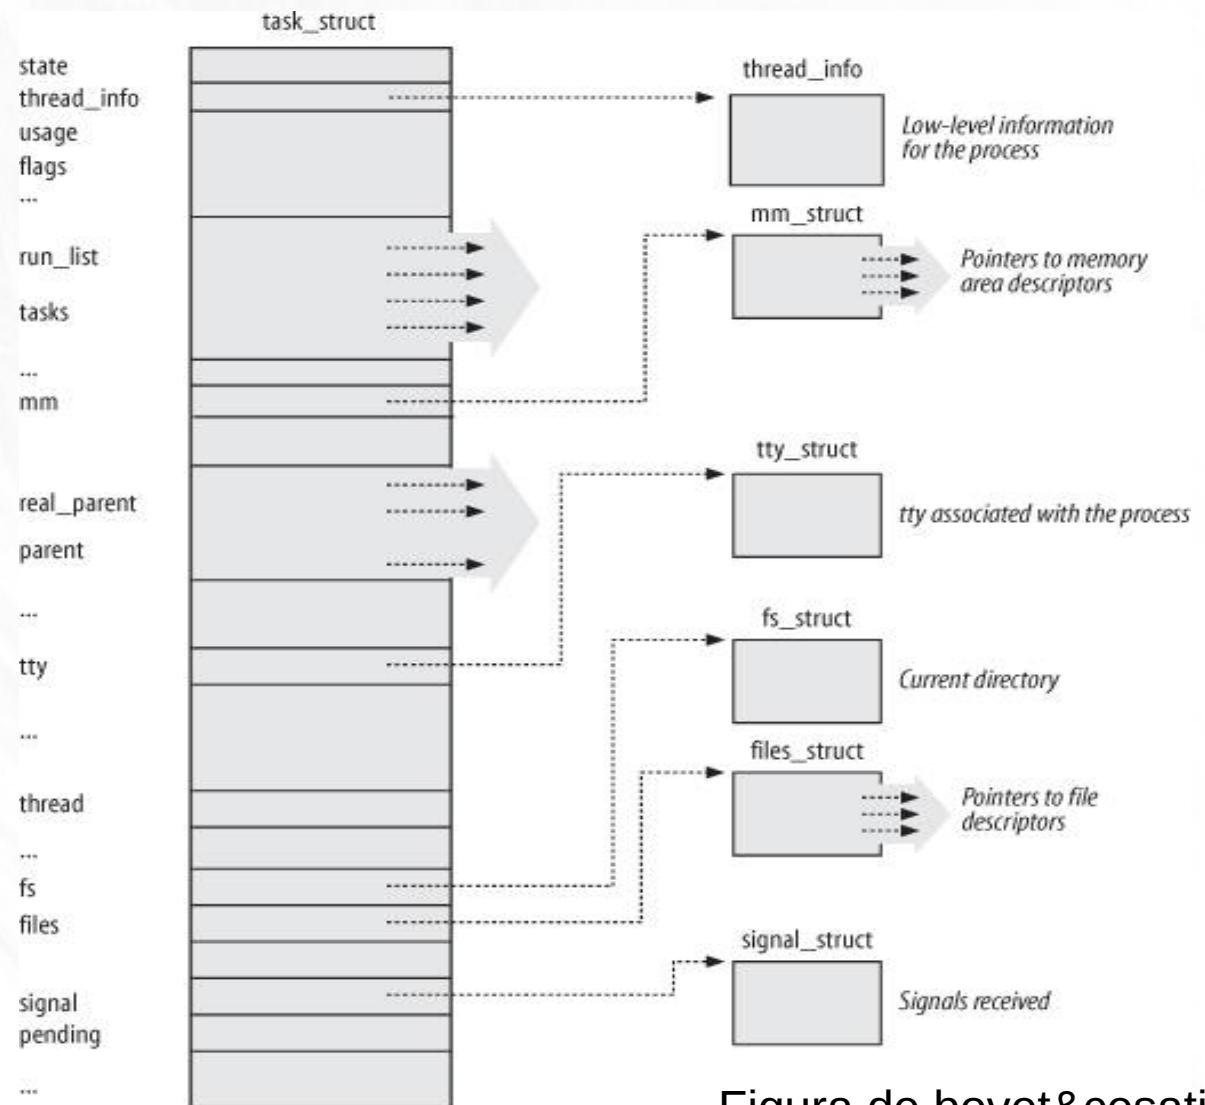 task_struct
state
thread_info
usage
flags
...
run_list
tasks
...
mm
real_parent
parent
...
tty
...
thread
...
fs
files
signal
pending
...
thread_info
Low-level information
for the process
mm_struct
Pointers to memory
area descriptors
tty_struct
tty associated with the process
fs_struct
Current directory
files_struct
Pointers to file
descriptors
signal_struct
Signals received